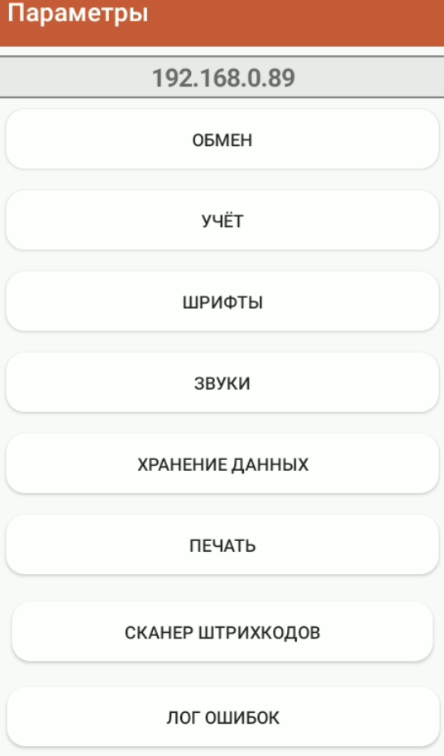 Параметры
192.168.0.89
ОБМЕН
УЧЁТ
ШРИФТЫ
ЗВУКИ
ХРАНЕНИЕ ДАННЫХ
ПЕЧАТЬ
СКАНЕР ШТРИХКОДОВ
ЛОГ ОШИБОК